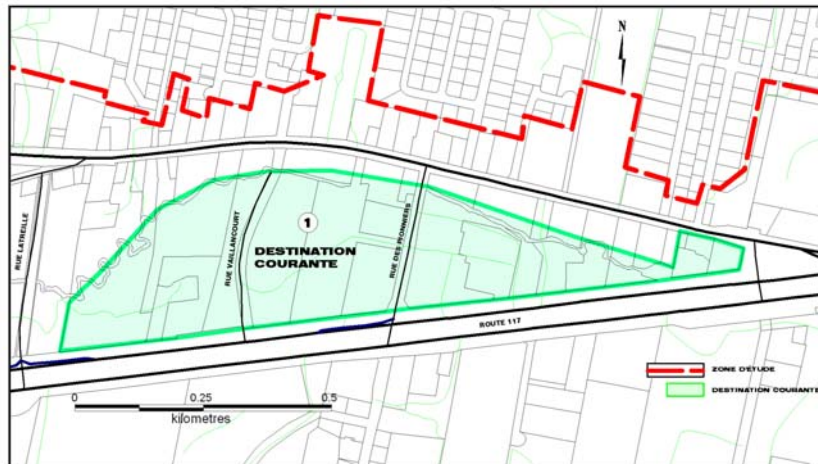 N
1
DESTINATION
COURANTE
RUE LATREILLE
RUE VAILLANCOURT
RUE DES PIONNIERS
ROUTE 117
ZONE D'ÉTUDE
DESTINATION COURANTE
0 0.25 0.5
kilometres